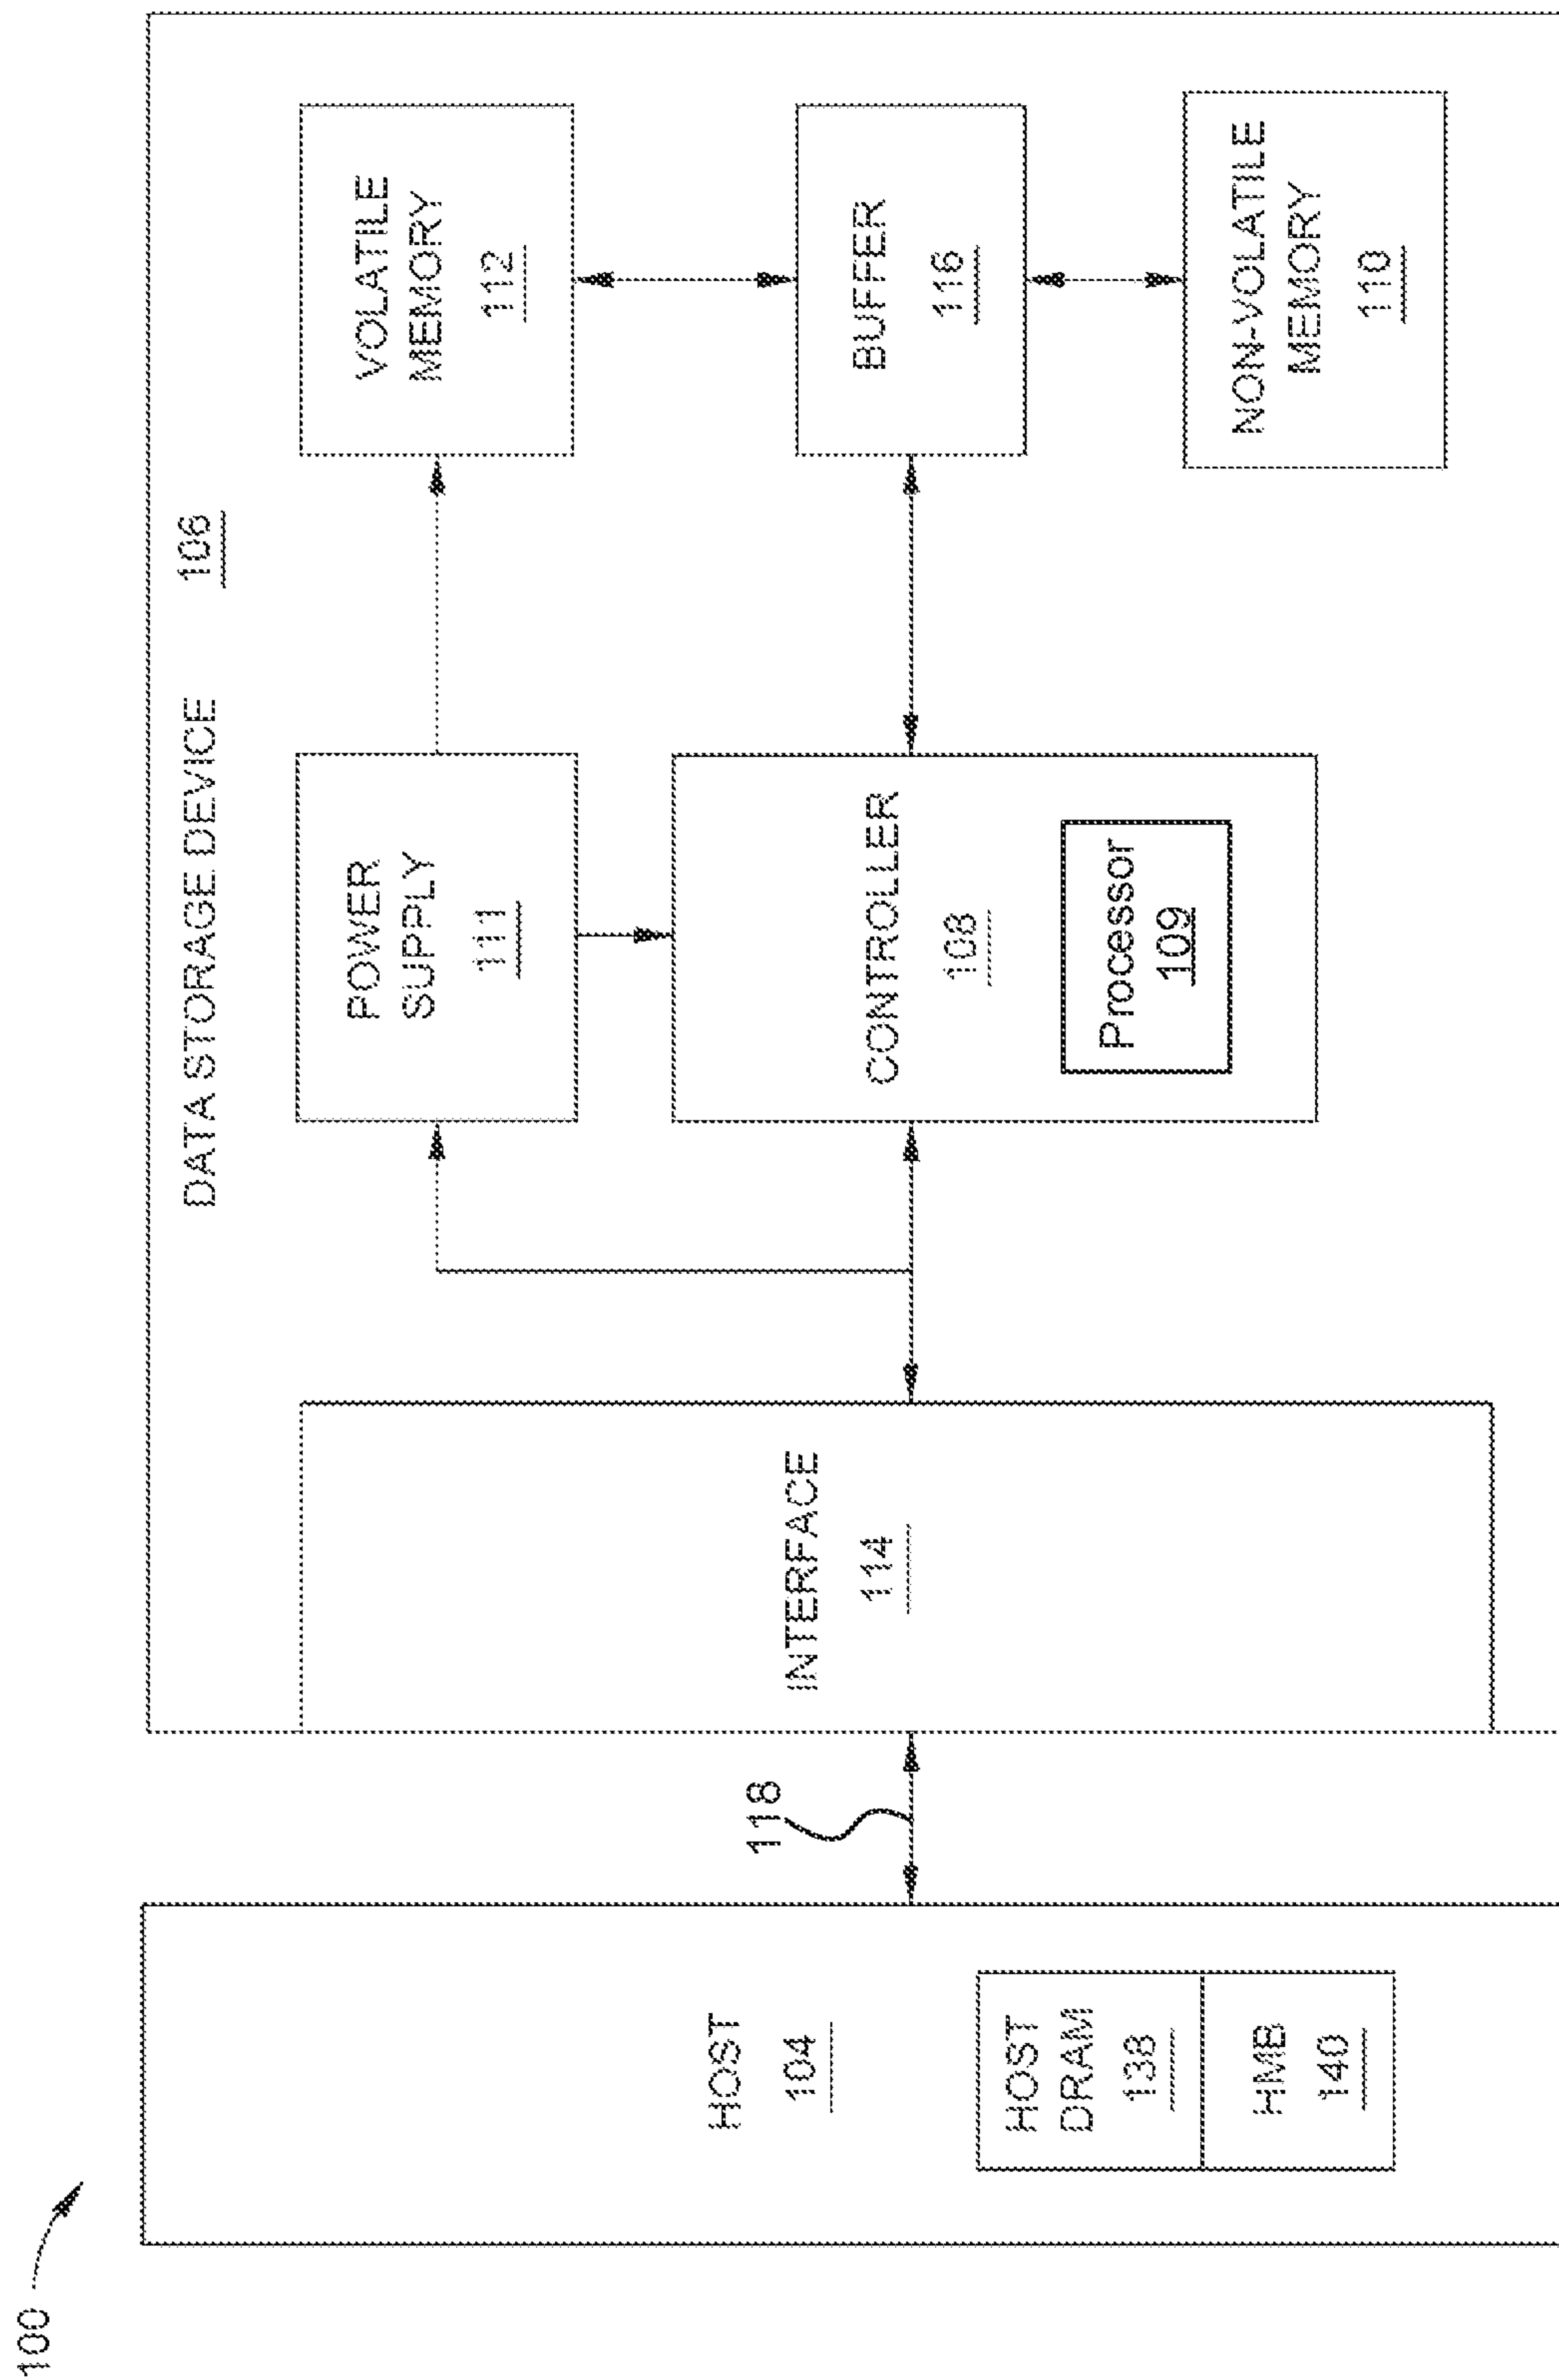 100
HOST
104
HOST
DRAM
138
HMB
140
118
DATA STORAGE DEVICE
106
INTERFACE
114
POWER
SUPPLY
111
CONTROLLER
108
Processor
109
VOLATILE
MEMORY
112
BUFFER
116
NON-VOLATILE
MEMORY
110